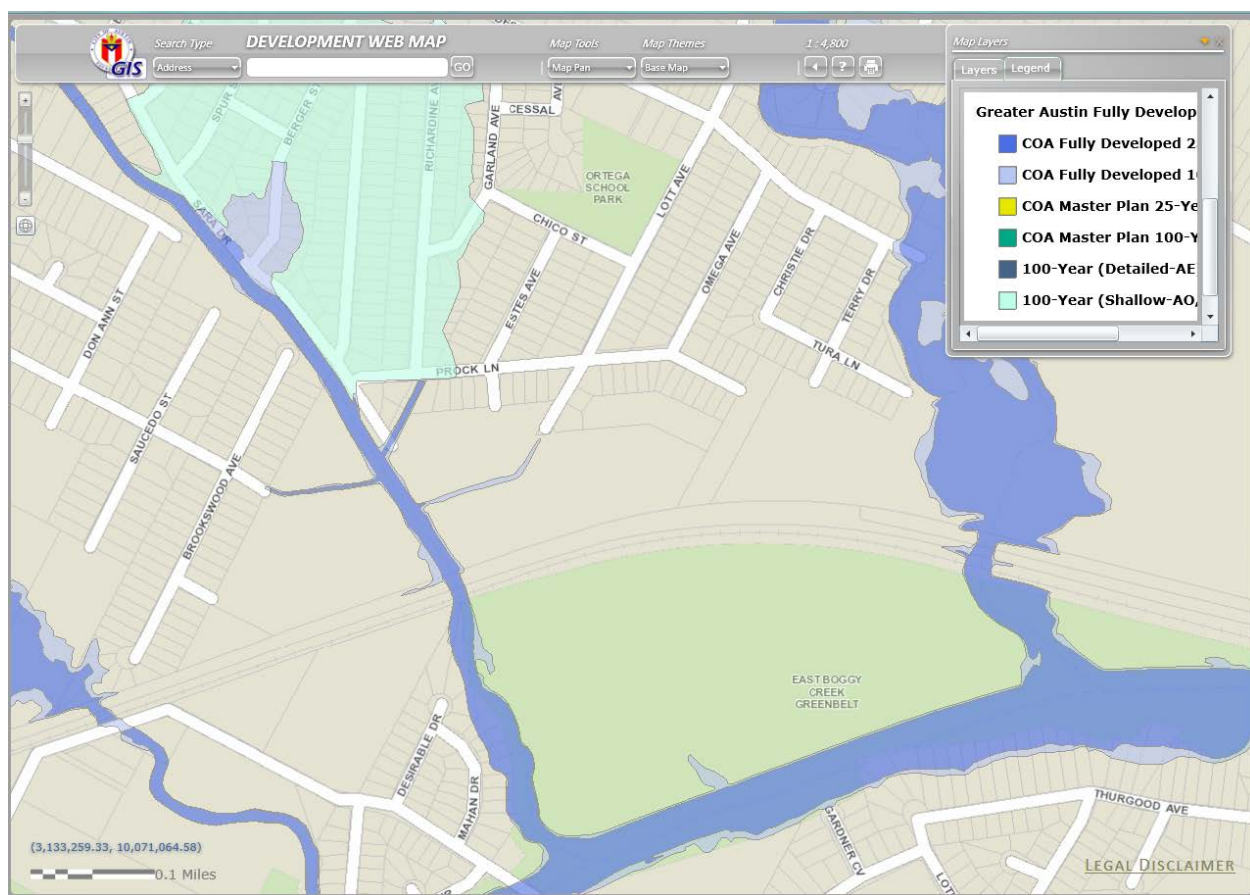 GIS
Search Type
DEVELOPMENT WEB MAP
Map Tools
Map Themes
1 : 4,800
Address
GO
Map Pan
Base Map
?
Map Layers
Layers
Legend
Greater Austin Fully Develop
COA Fully Developed 2
COA Fully Developed 1
COA Master Plan 25-Ye
COA Master Plan 100-Y
100-Year (Detailed-AE
100-Year (Shallow-AO,
+
-
SPUR S
BERGER ST
RICHARDINE AV
GARLAND AVE
CESSAL
AVE
ORTEGA
SCHOOL
PARK
LOTT AVE
SARA DR
CHICO ST
OMEGA AVE
CHRISTIE DR
TERRY DR
ESTES AVE
DON ANN ST
TURA LN
PROCK LN
SAUCEDO ST
BROOKSWOOD AVE
EAST BOGGY
CREEK
GREENBELT
DESIRABLE DR
MAHAN DR
THURGOOD AVE
GARDNER CV
LOT
(3,133,259.33, 10,071,064.58)
0.1 Miles
LEGAL DISCLAIMER